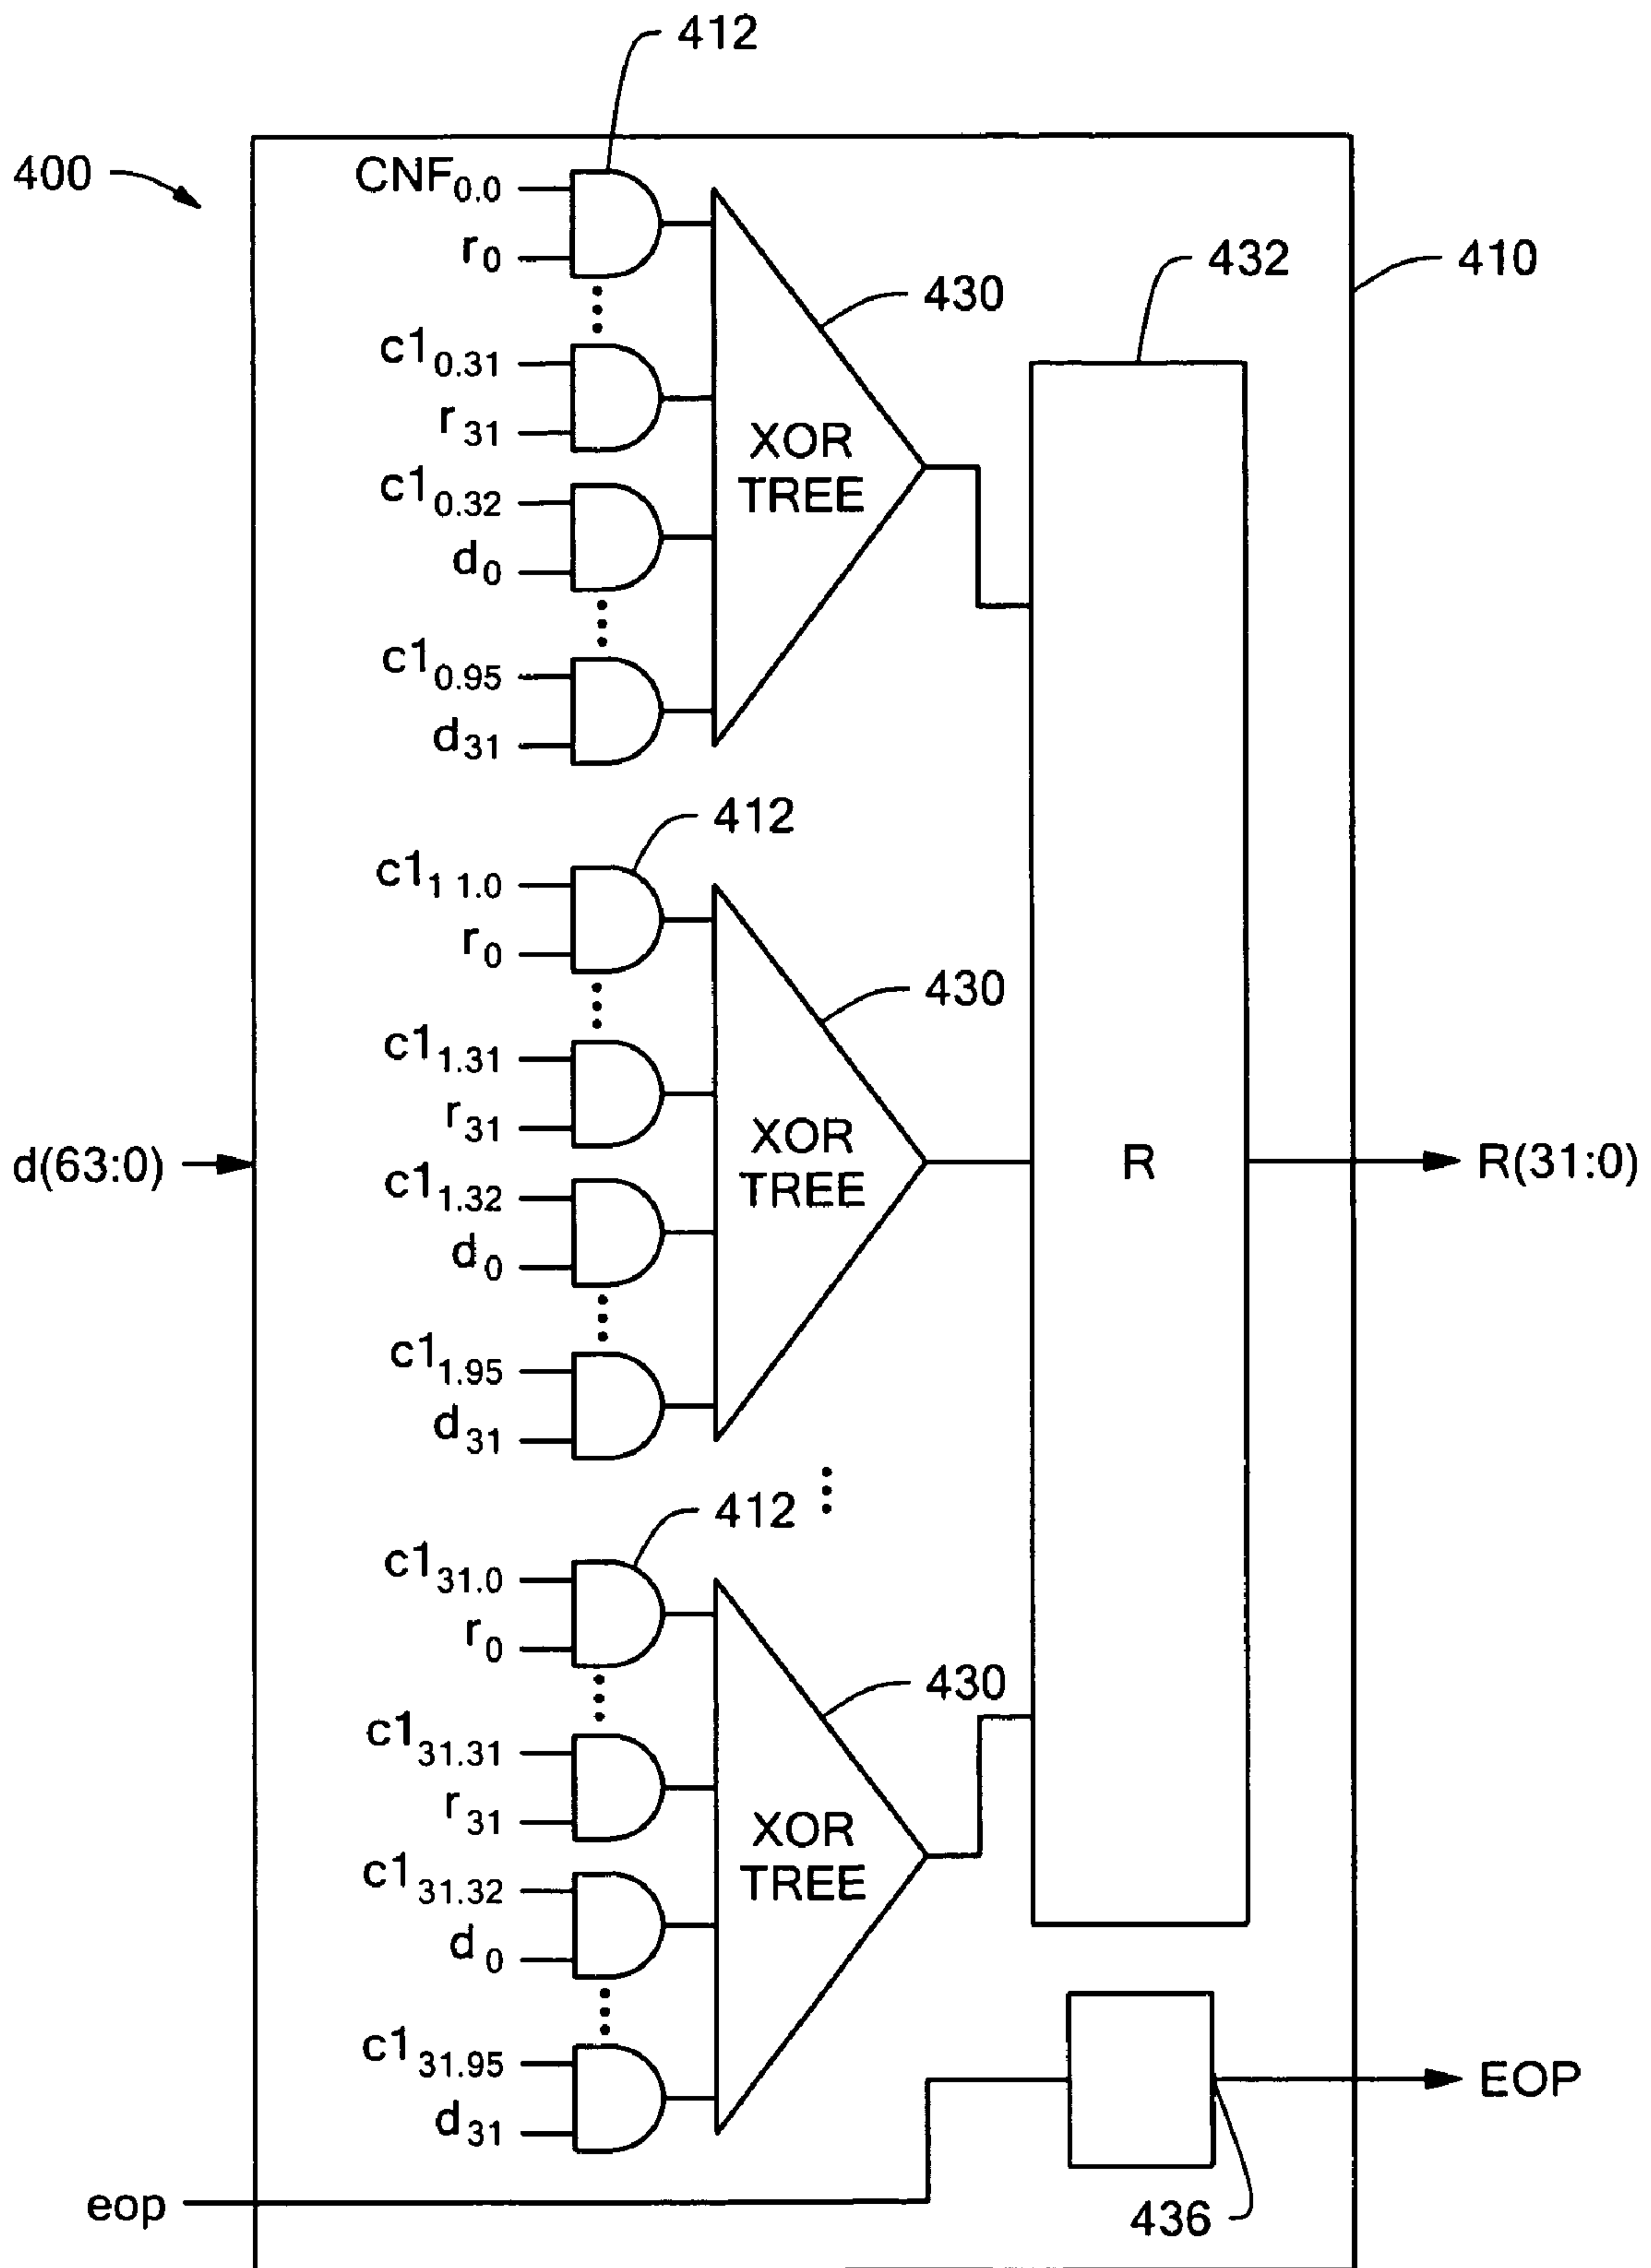 412
400
CNF0,0
r0
432
410
430
c10.31
r31
XOR
TREE
c10.32
d0
c10.95
d31
412
c11 1.0
r0
430
c11.31
r31
XOR
TREE
d(63:0)
R
R(31:0)
c11.32
d0
c11.95
d31
412
c131.0
r0
430
c131.31
r31
XOR
TREE
c131.32
d0
c131.95
d31
EOP
eop
436